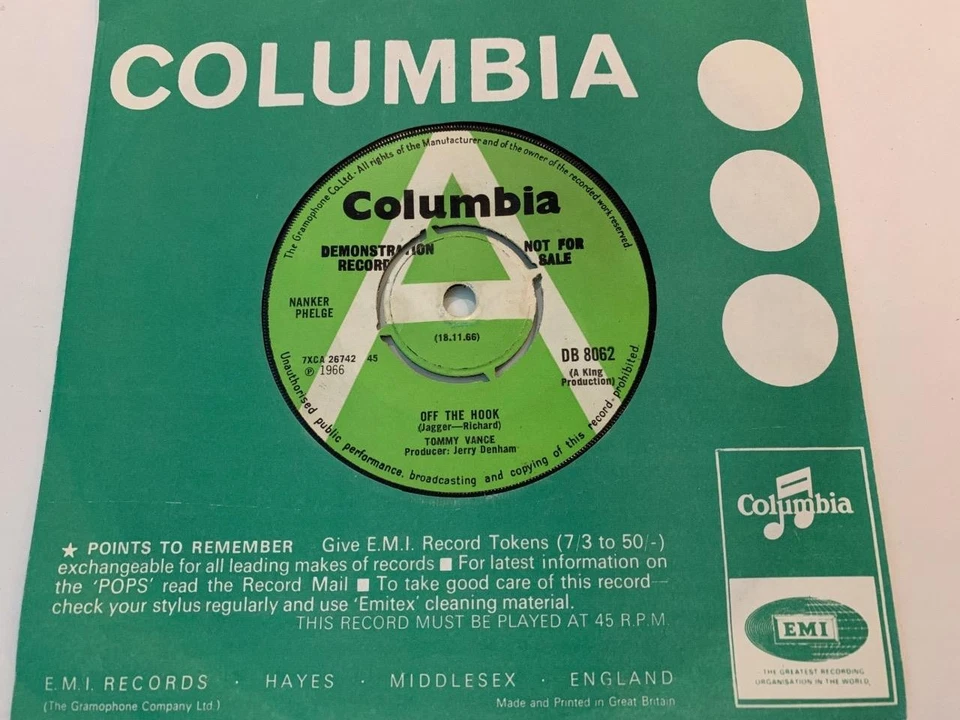 COLUMBIA
The Gramophone Co. Ltd.-All rights of the Manufacturer and of the owner of the recorded work reserved.
Columbia
DEMONSTRATION
RECORD
NOT FOR
SALE
NANKER
PHELGE
(18.11.66)
7XCA 26742 45
℗ 1966
DB 8062
(A King
Production)
OFF THE HOOK
(Jagger—Richard)
TOMMY VANCE
Producer: Jerry Denham
Unauthorised public performance, broadcasting and copying of this record-prohibited
★ POINTS TO REMEMBER Give E.M.I. Record Tokens (7/3 to 50/-)
exchangeable for all leading makes of records ■ For latest information on
the 'POPS' read the Record Mail ■ To take good care of this record—
check your stylus regularly and use 'Emitex' cleaning material.
THIS RECORD MUST BE PLAYED AT 45 R.P.M.
E.M.I. RECORDS · HAYES · MIDDLESEX · ENGLAND
(The Gramophone Company Ltd.)
Made and Printed in Great Britain
Columbia
EMI
THE GREATEST RECORDING
ORGANISATION IN THE WORLD